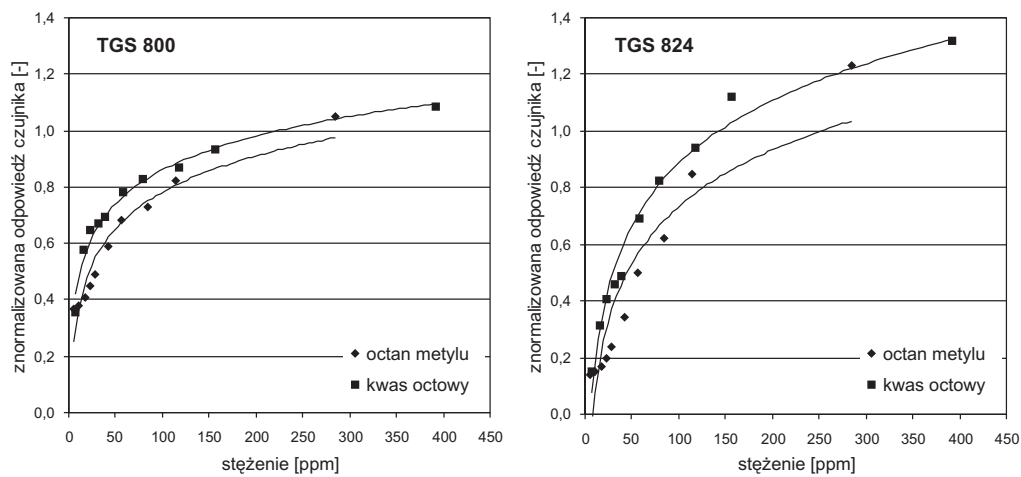 TGS 800
znormalizowana odpowiedź czujnika [-]
1,4
1,2
1,0
0,8
0,6
0,4
0,2
0,0
octan metylu
kwas octowy
0 50 100 150 200 250 300 350 400 450
stężenie [ppm]
TGS 824
znormalizowana odpowiedź czujnika [-]
1,4
1,2
1,0
0,8
0,6
0,4
0,2
0,0
octan metylu
kwas octowy
0 50 100 150 200 250 300 350 400 450
stężenie [ppm]